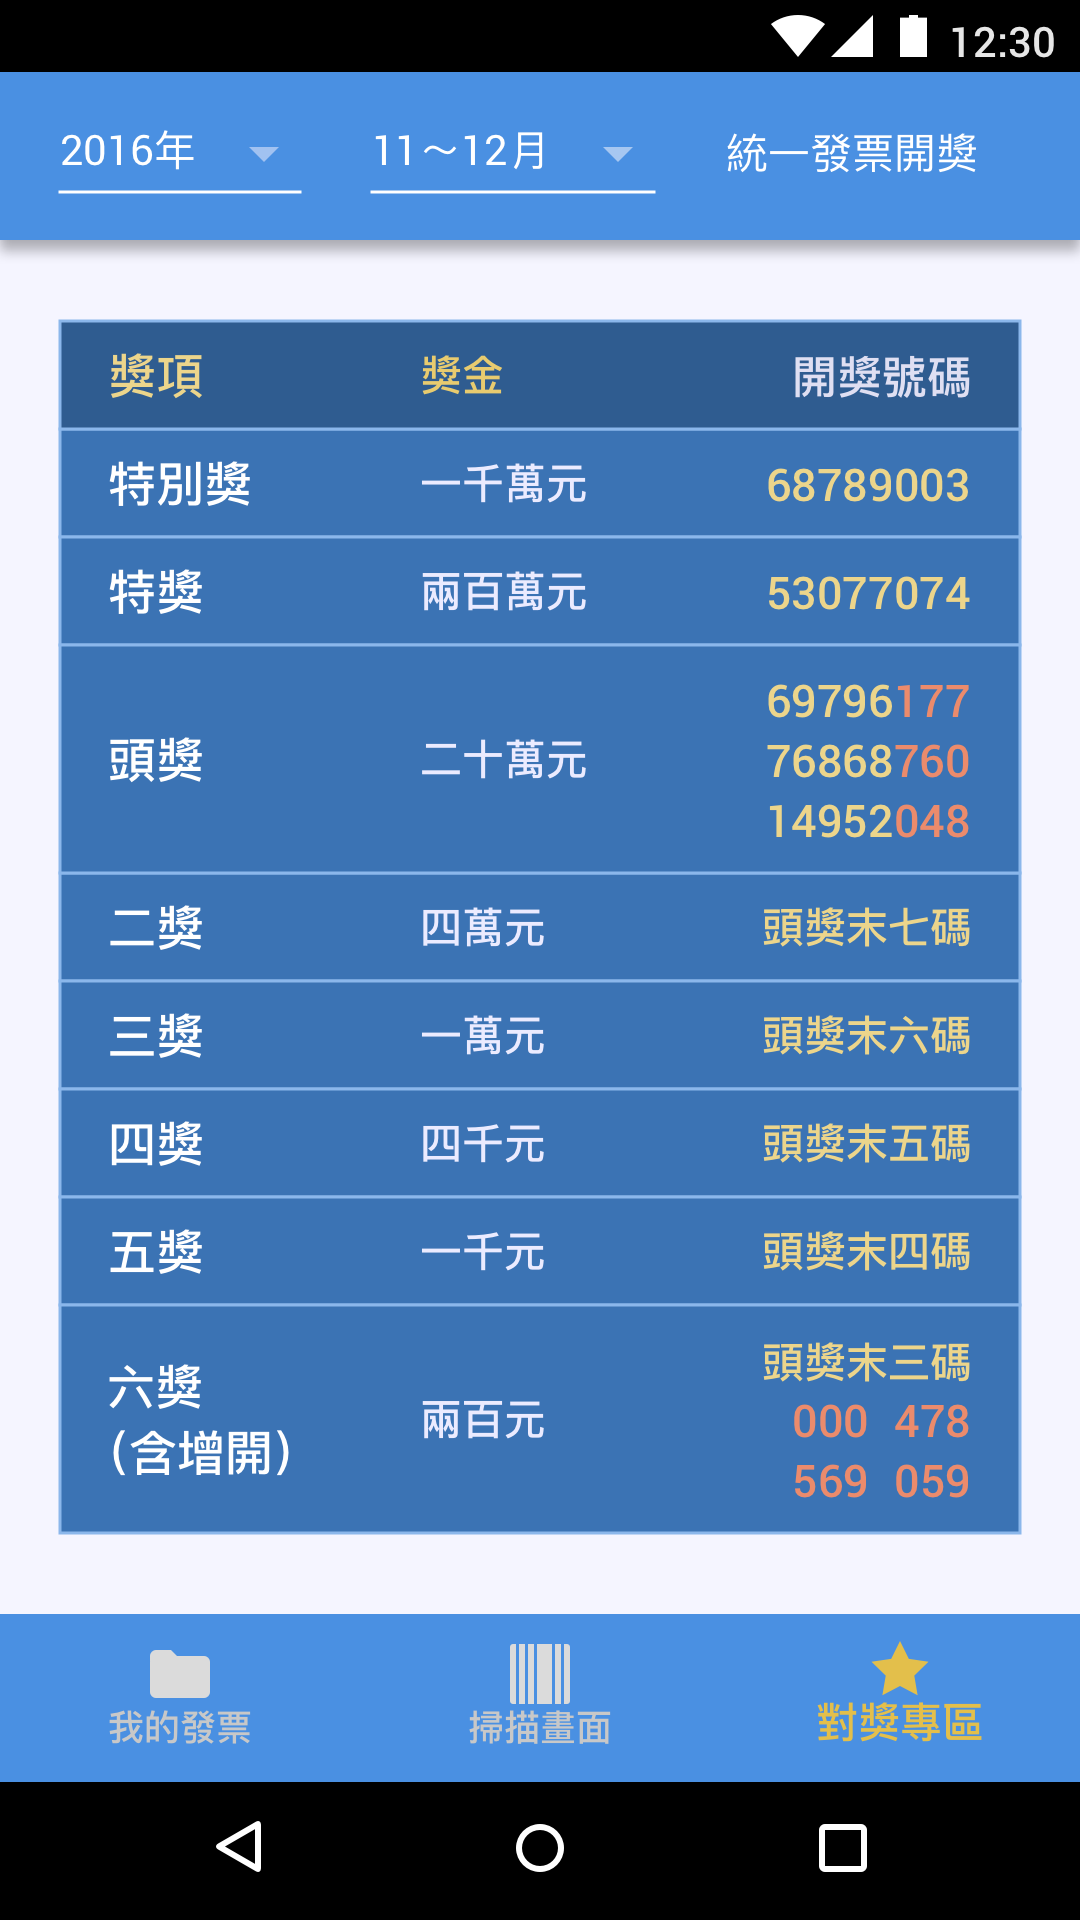 12:30
2016年 11～12月 統一發票開獎
獎項 獎金 開獎號碼
特別獎 一千萬元 68789003
特獎 兩百萬元 53077074
69796177
頭獎 二十萬元 76868760
14952048
二獎 四萬元 頭獎末七碼
三獎 一萬元 頭獎末六碼
四獎 四千元 頭獎末五碼
五獎 一千元 頭獎末四碼
頭獎末三碼
六獎
(含增開) 兩百元 000 478
569 059
我的發票 掃描畫面 對獎專區